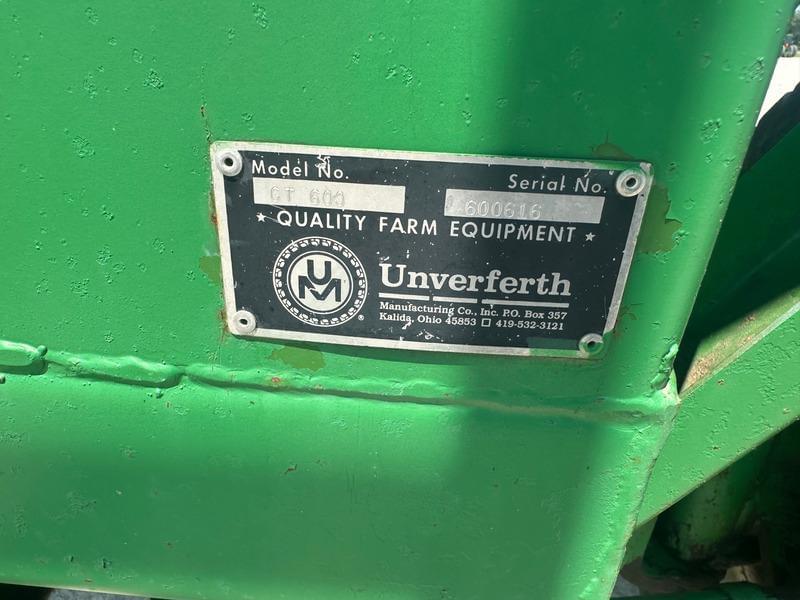 Model No.
Serial No.
600616
★ QUALITY FARM EQUIPMENT ★
UM
Unverferth
Manufacturing Co., Inc. P.O. Box 357
Kalida, Ohio 45853 □ 419-532-3121